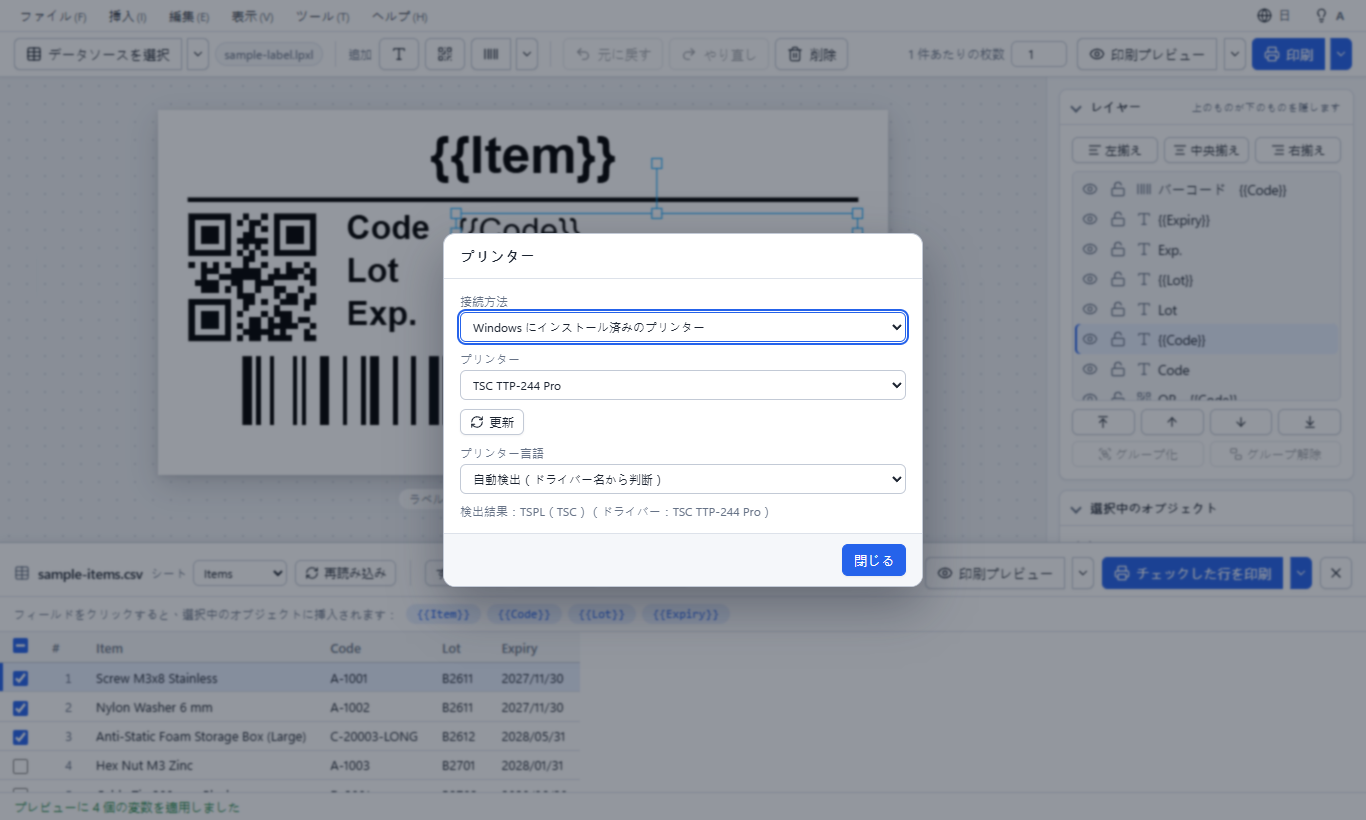 ファイル(F) 挿入(I) 編集(E) 表示(V) ツール(T) ヘルプ(H) 日 A
データソースを選択 sample-label.lpxl 追加 元に戻す やり直し 削除 1 件あたりの枚数 1 印刷プレビュー 印刷
{{Item}}
Code {{Code}}
Lot
Exp.
ラベル
レイヤー 上のものが下のものを隠します
左揃え 中央揃え 右揃え
バーコード {{Code}}
{{Expiry}}
Exp.
{{Lot}}
Lot
{{Code}}
Code
QR {{Code}}
グループ化 グループ解除
選択中のオブジェクト
プリンター
接続方法
Windows にインストール済みのプリンター
プリンター
TSC TTP-244 Pro
更新
プリンター言語
自動検出 ( ドライバー名から判断 )
検出結果：TSPL ( TSC ) ( ドライバー：TSC TTP-244 Pro )
閉じる
sample-items.csv シート Items 再読み込み 印刷プレビュー チェックした行を印刷
フィールドをクリックすると、選択中のオブジェクトに挿入されます： {{Item}} {{Code}} {{Lot}} {{Expiry}}
# Item Code Lot Expiry
1 Screw M3x8 Stainless A-1001 B2611 2027/11/30
2 Nylon Washer 6 mm A-1002 B2611 2027/11/30
3 Anti-Static Foam Storage Box (Large) C-20003-LONG B2612 2028/05/31
4 Hex Nut M3 Zinc A-1003 B2701 2028/01/31
プレビューに 4 個の変数を適用しました